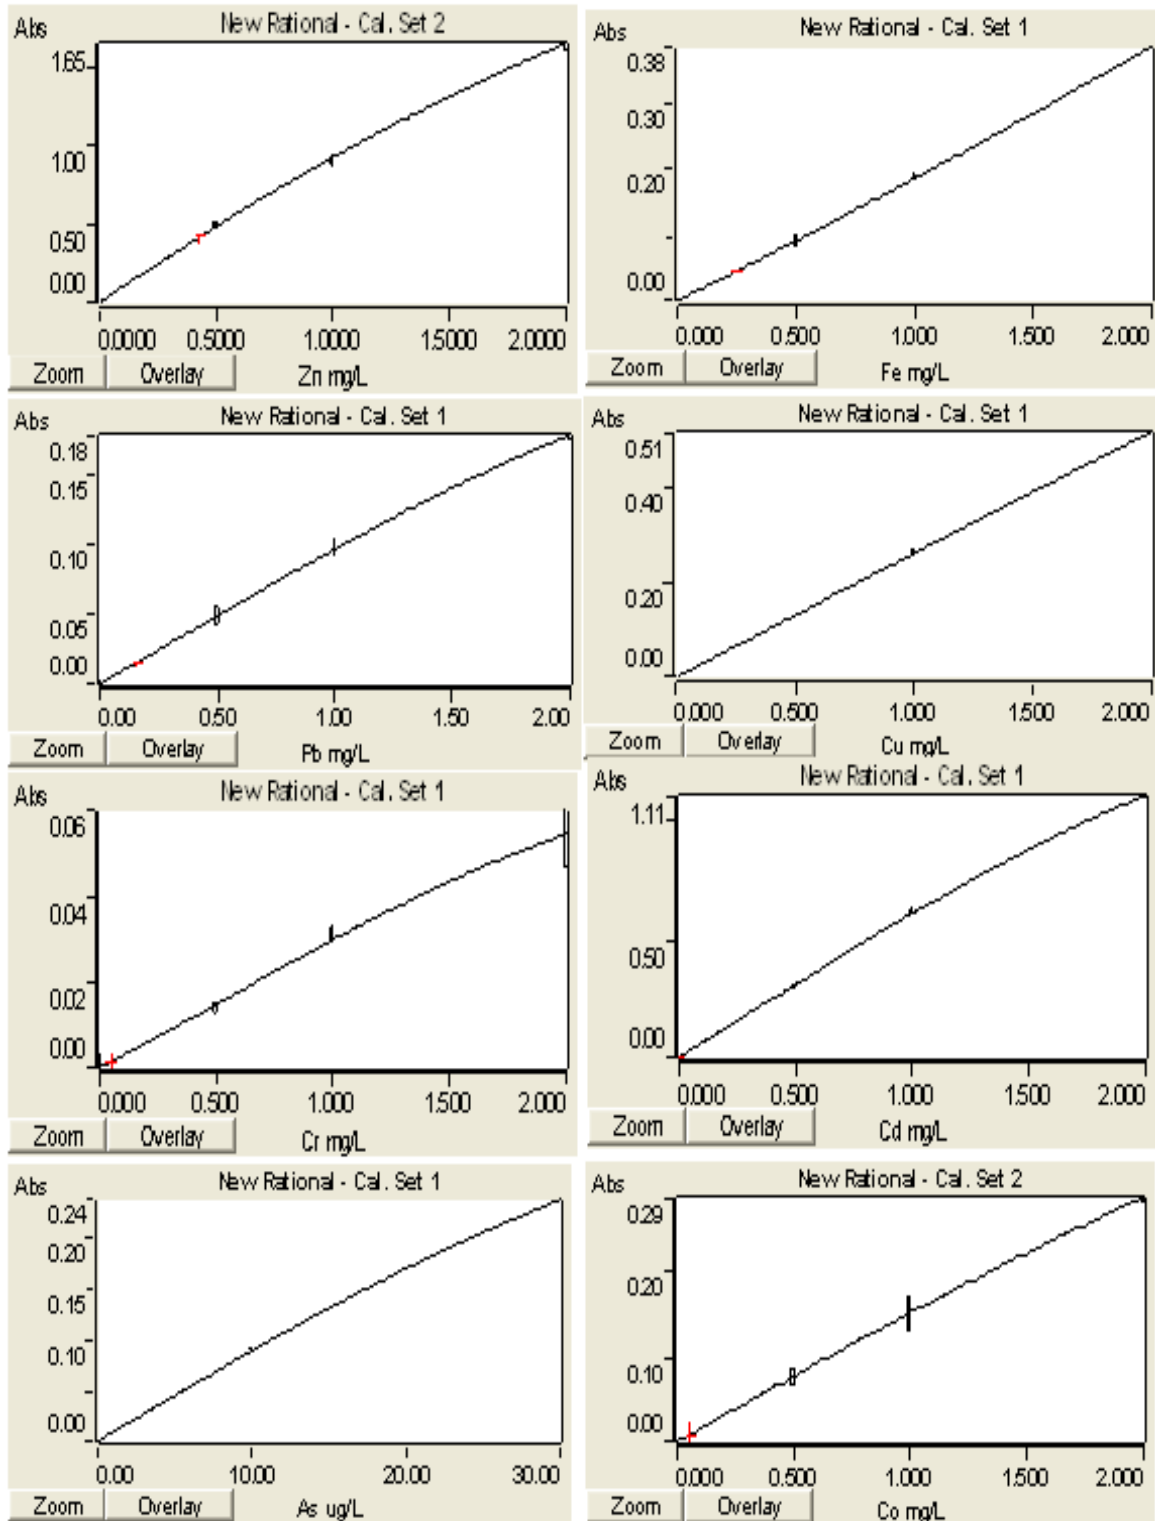 Abs
New Rational - Cal. Set 2
1.65
1.00
0.50
0.00
0.0000 0.5000 1.0000 1.5000 2.0000
Zoom Overlay Zn mg/L
Abs
New Rational - Cal. Set 1
0.38
0.30
0.20
0.00
0.000 0.500 1.000 1.500 2.000
Zoom Overlay Fe mg/L
Abs
New Rational - Cal. Set 1
0.18
0.15
0.10
0.05
0.00
0.00 0.50 1.00 1.50 2.00
Zoom Overlay Pb mg/L
Abs
New Rational - Cal. Set 1
0.51
0.40
0.20
0.00
0.000 0.500 1.000 1.500 2.000
Zoom Overlay Cu mg/L
Abs
New Rational - Cal. Set 1
0.06
0.04
0.02
0.00
0.000 0.500 1.000 1.500 2.000
Zoom Overlay Cr mg/L
Abs
New Rational - Cal. Set 1
1.11
0.50
0.00
0.000 0.500 1.000 1.500 2.000
Zoom Overlay Cd mg/L
Abs
New Rational - Cal. Set 1
0.24
0.20
0.15
0.10
0.00
0.00 10.00 20.00 30.00
Zoom Overlay As ug/L
Abs
New Rational - Cal. Set 2
0.29
0.20
0.10
0.00
0.000 0.500 1.000 1.500 2.000
Zoom Overlay Co mg/L